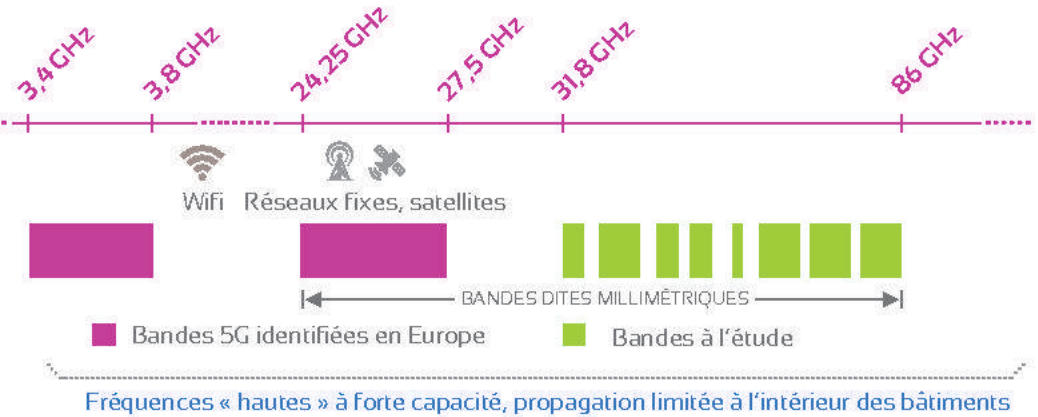 3,4 GHz
3,8 GHz
24,25 GHz
27,5 GHz
31,8 GHz
86 GHz
Wifi
Réseaux fixes, satellites
BANDES DITES MILLIMÉTRIQUES
Bandes 5G identifiées en Europe
Bandes à l'étude
Fréquences « hautes » à forte capacité, propagation limitée à l'intérieur des bâtiments